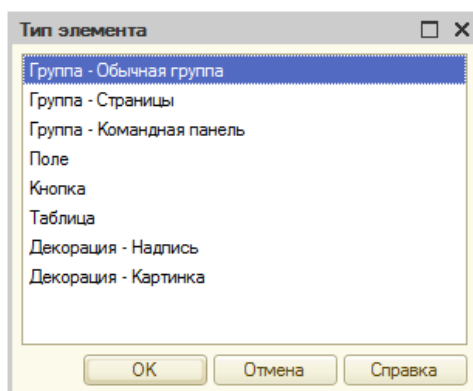 Тип элемента
Группа - Обычная группа
Группа - Страницы
Группа - Командная панель
Поле
Кнопка
Таблица
Декорация - Надпись
Декорация - Картинка
ОК Отмена Справка